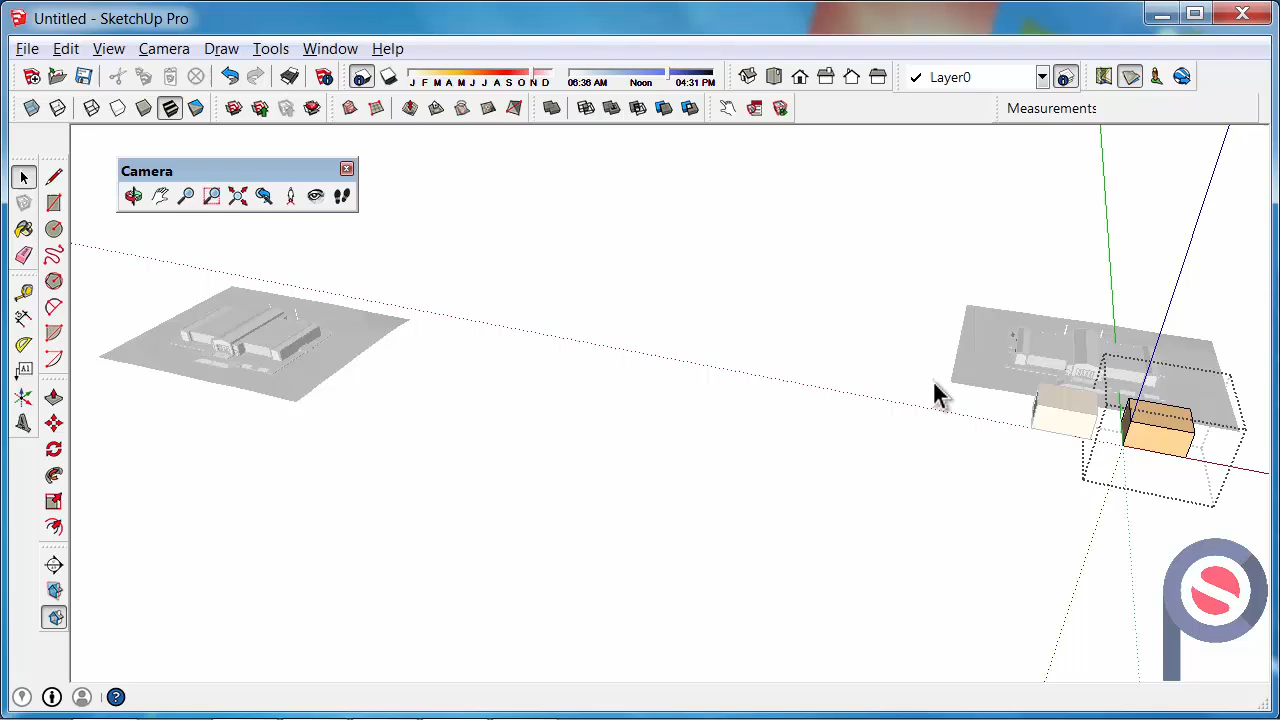 Untitled - SketchUp Pro
File Edit View Camera Draw Tools Window Help
J F M A M J J A S O N D 06:36 AM Noon 04:31 PM Layer0
Measurements
Camera
A1